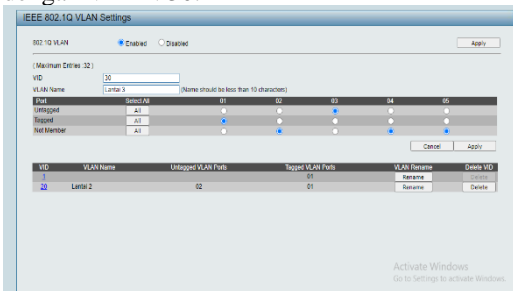 IEEE 802.1Q VLAN Settings
802.1Q VLAN Enabled Disabled Apply
( Maximum Entries :32 )
VID 30
VLAN Name Lantai 3 (Name should be less than 10 characters)
Port Select All 01 02 03 04 05
Untagged All
Tagged All
Not Member All
Cancel Apply
VID VLAN Name Untagged VLAN Ports Tagged VLAN Ports VLAN Rename Delete VID
1 01 Rename Delete
20 Lantai 2 02 01 Rename Delete
Activate Windows
Go to Settings to activate Windows.